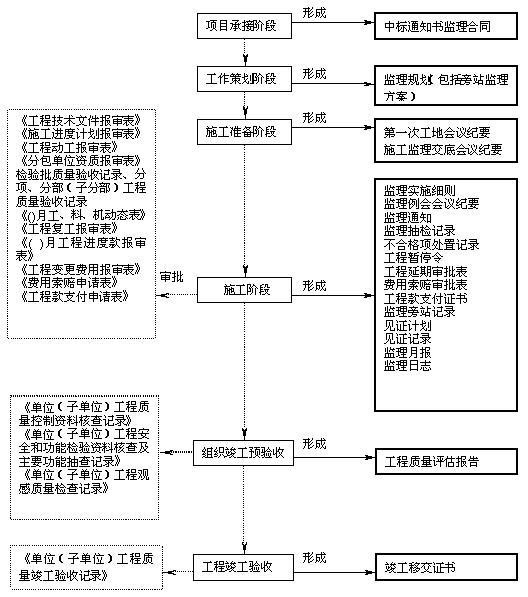 项目承接阶段
形成
中标通知书监理合同
工作策划阶段
形成
监理规划(包括旁站监理
方案)
施工准备阶段
形成
第一次工地会议纪要
施工监理交底会议纪要
《工程技术文件报审表》
《施工进度计划报审表》
《工程动工报审表》
《分包单位资质报审表》
检验批质量验收记录、分
项、分部(子分部)工程
质量验收记录
《()月工、料、机动态表》
《工程复工报审表》
《( )月工程进度款报审
表》
《工程变更费用报审表》
《费用索赔申请表》
《工程款支付申请表》
审批
施工阶段
形成
监理实施细则
监理例会会议纪要
监理通知
监理抽检记录
不合格项处置记录
工程暂停令
工程延期审批表
费用索赔审批表
工程款支付证书
监理旁站记录
见证计划
见证记录
监理月报
监理日志
《单位(子单位)工程质
量控制资料核查记录》
《单位(子单位)工程安
全和功能检验资料核查及
主要功能抽查记录》
《单位(子单位)工程观
感质量检查记录》
组织竣工预验收
形成
工程质量评估报告
《单位(子单位)工程质
量竣工验收记录》
工程竣工验收
形成
竣工移交证书